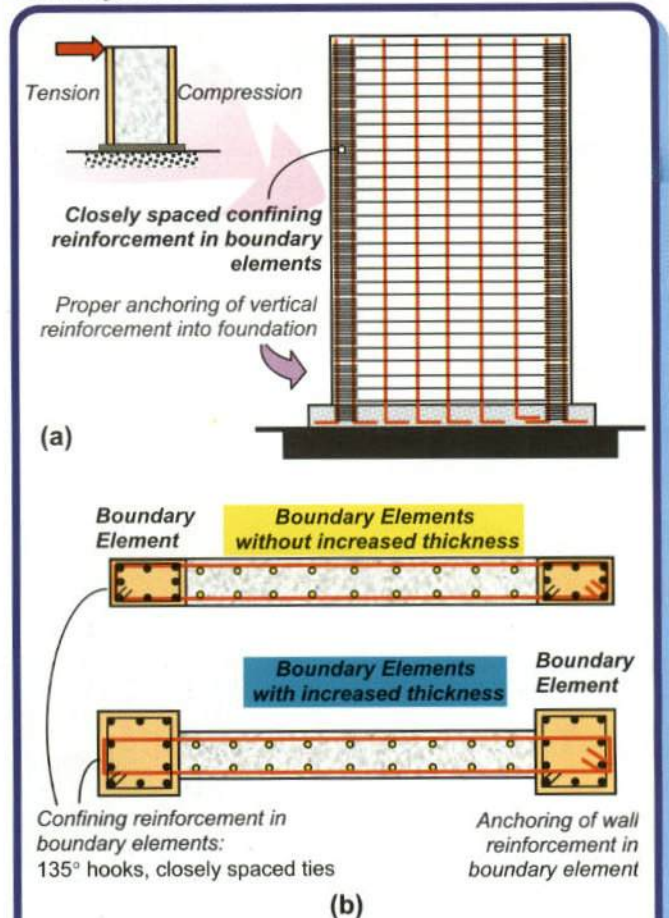 Tension
Compression
Closely spaced confining
reinforcement in boundary
elements
Proper anchoring of vertical
reinforcement into foundation
(a)
Boundary
Element
Boundary Elements
without increased thickness
Boundary Elements
with increased thickness
Boundary
Element
Confining reinforcement in
boundary elements:
135° hooks, closely spaced ties
Anchoring of wall
reinforcement in
boundary element
(b)